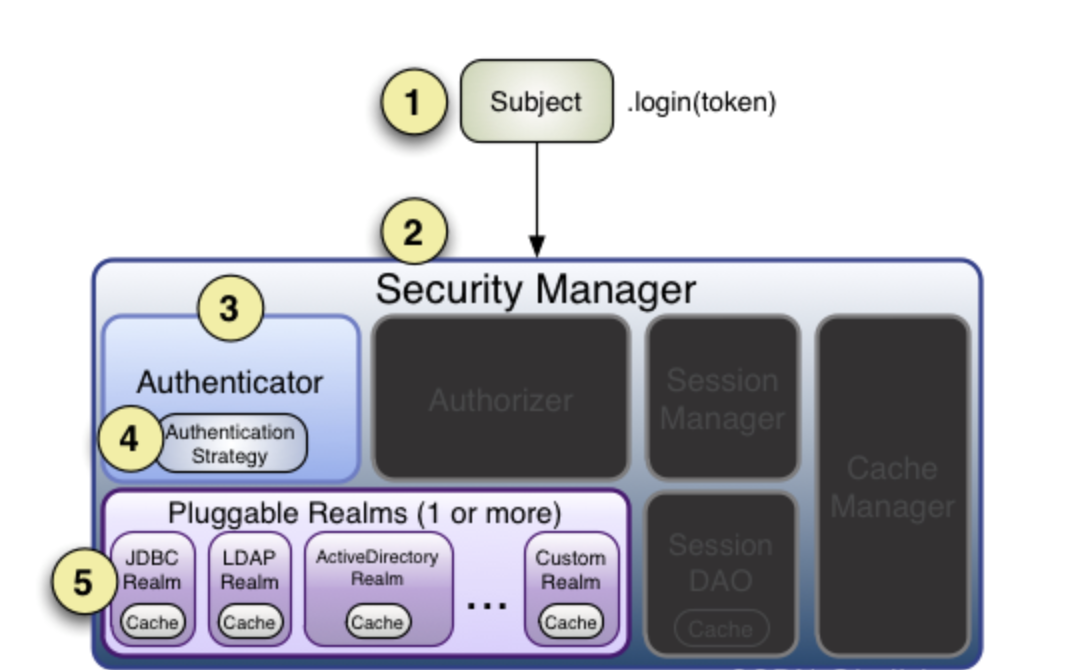 1
Subject
.login(token)
2
Security Manager
3
Authenticator
4
Authentication
Strategy
Authorizer
Session
Manager
Cache
Manager
Pluggable Realms (1 or more)
5
JDBC
Realm
Cache
LDAP
Realm
Cache
ActiveDirectory
Realm
Cache
...
Custom
Realm
Cache
Session
DAO
Cache